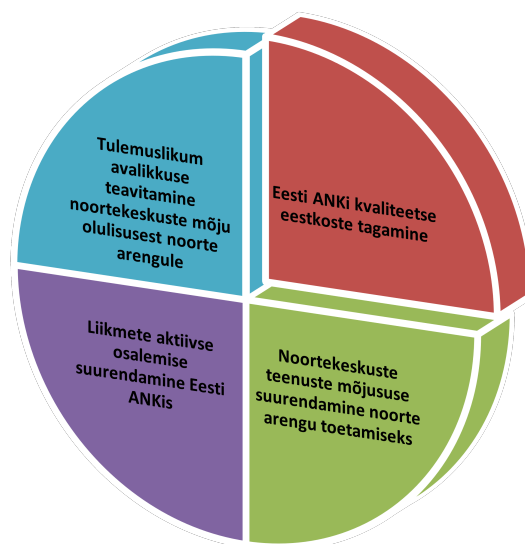 Tulemuslikum
avalikkuse
teavitamine
noortekeskuste mõju
olulisusest noorte
arengule
Eesti ANKi kvaliteetse
eestkoste tagamine
Liikmete aktiivse
osalemise
suurendamine Eesti
ANKis
Noortekeskuste
teenuste mõjususe
suurendamine noorte
arengu toetamiseks